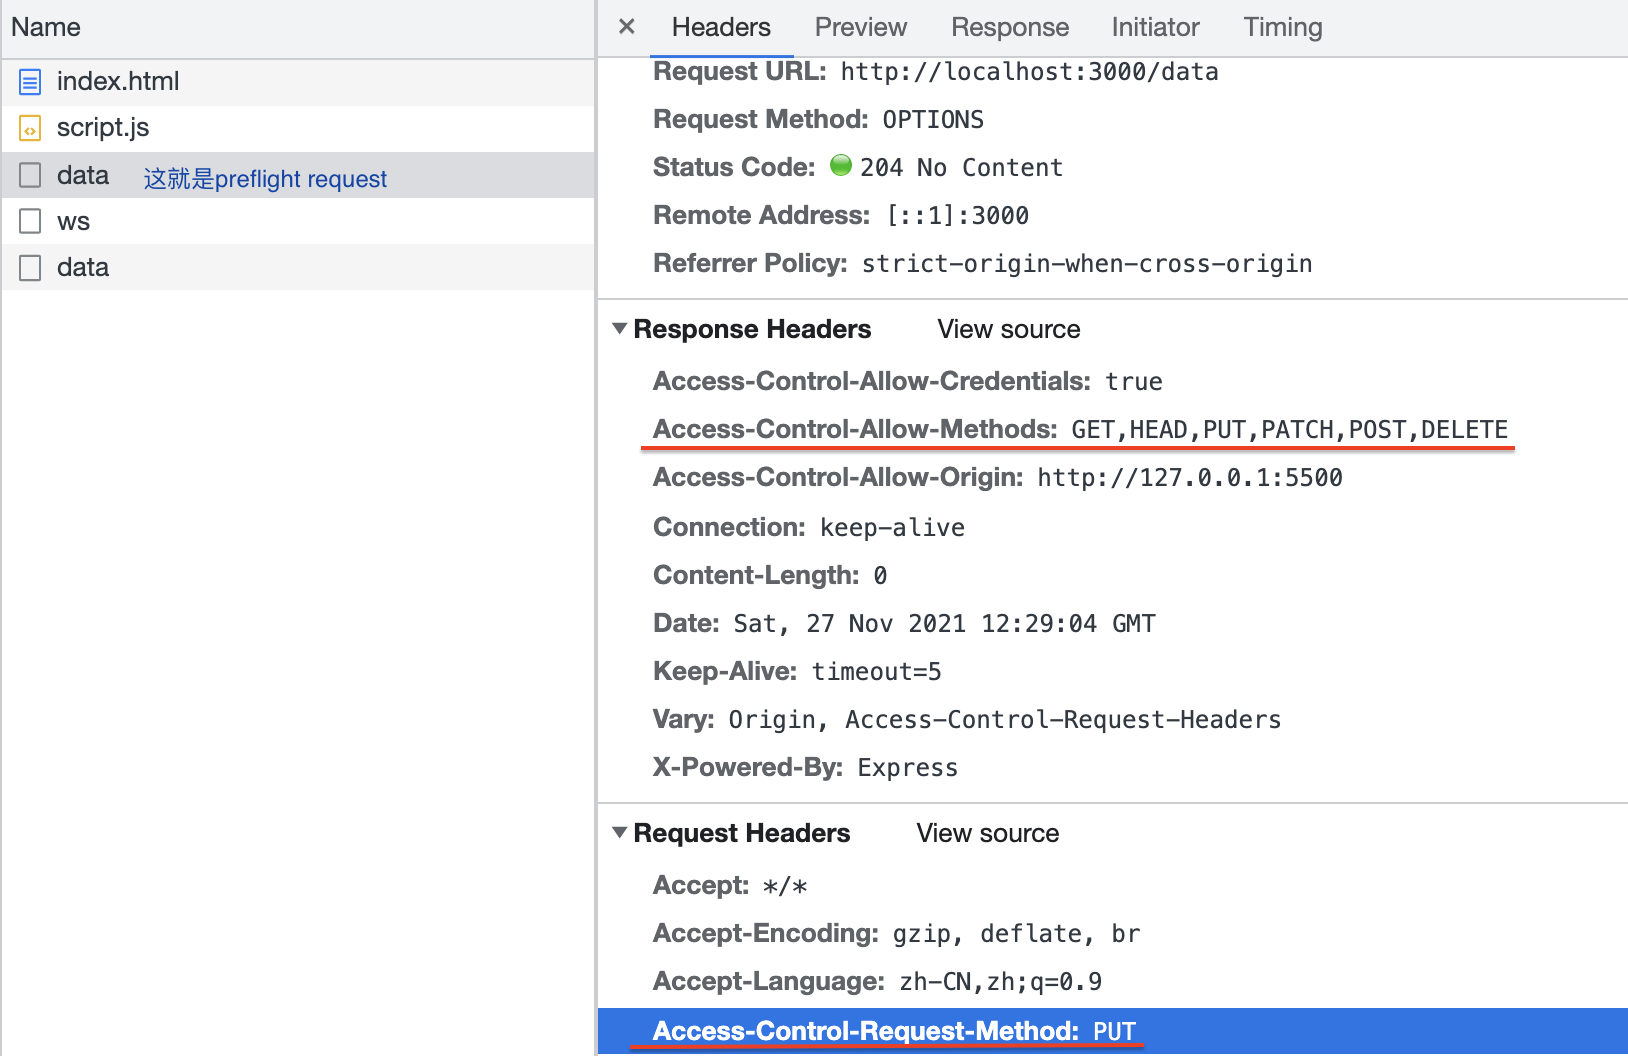 Name
index.html
script.js
data 这就是preflight request
ws
data
× Headers Preview Response Initiator Timing
Request URL: http://localhost:3000/data
Request Method: OPTIONS
Status Code: 204 No Content
Remote Address: [::1]:3000
Referrer Policy: strict-origin-when-cross-origin
Response Headers View source
Access-Control-Allow-Credentials: true
Access-Control-Allow-Methods: GET,HEAD,PUT,PATCH,POST,DELETE
Access-Control-Allow-Origin: http://127.0.0.1:5500
Connection: keep-alive
Content-Length: 0
Date: Sat, 27 Nov 2021 12:29:04 GMT
Keep-Alive: timeout=5
Vary: Origin, Access-Control-Request-Headers
X-Powered-By: Express
Request Headers View source
Accept: */*
Accept-Encoding: gzip, deflate, br
Accept-Language: zh-CN,zh;q=0.9
Access-Control-Request-Method: PUT